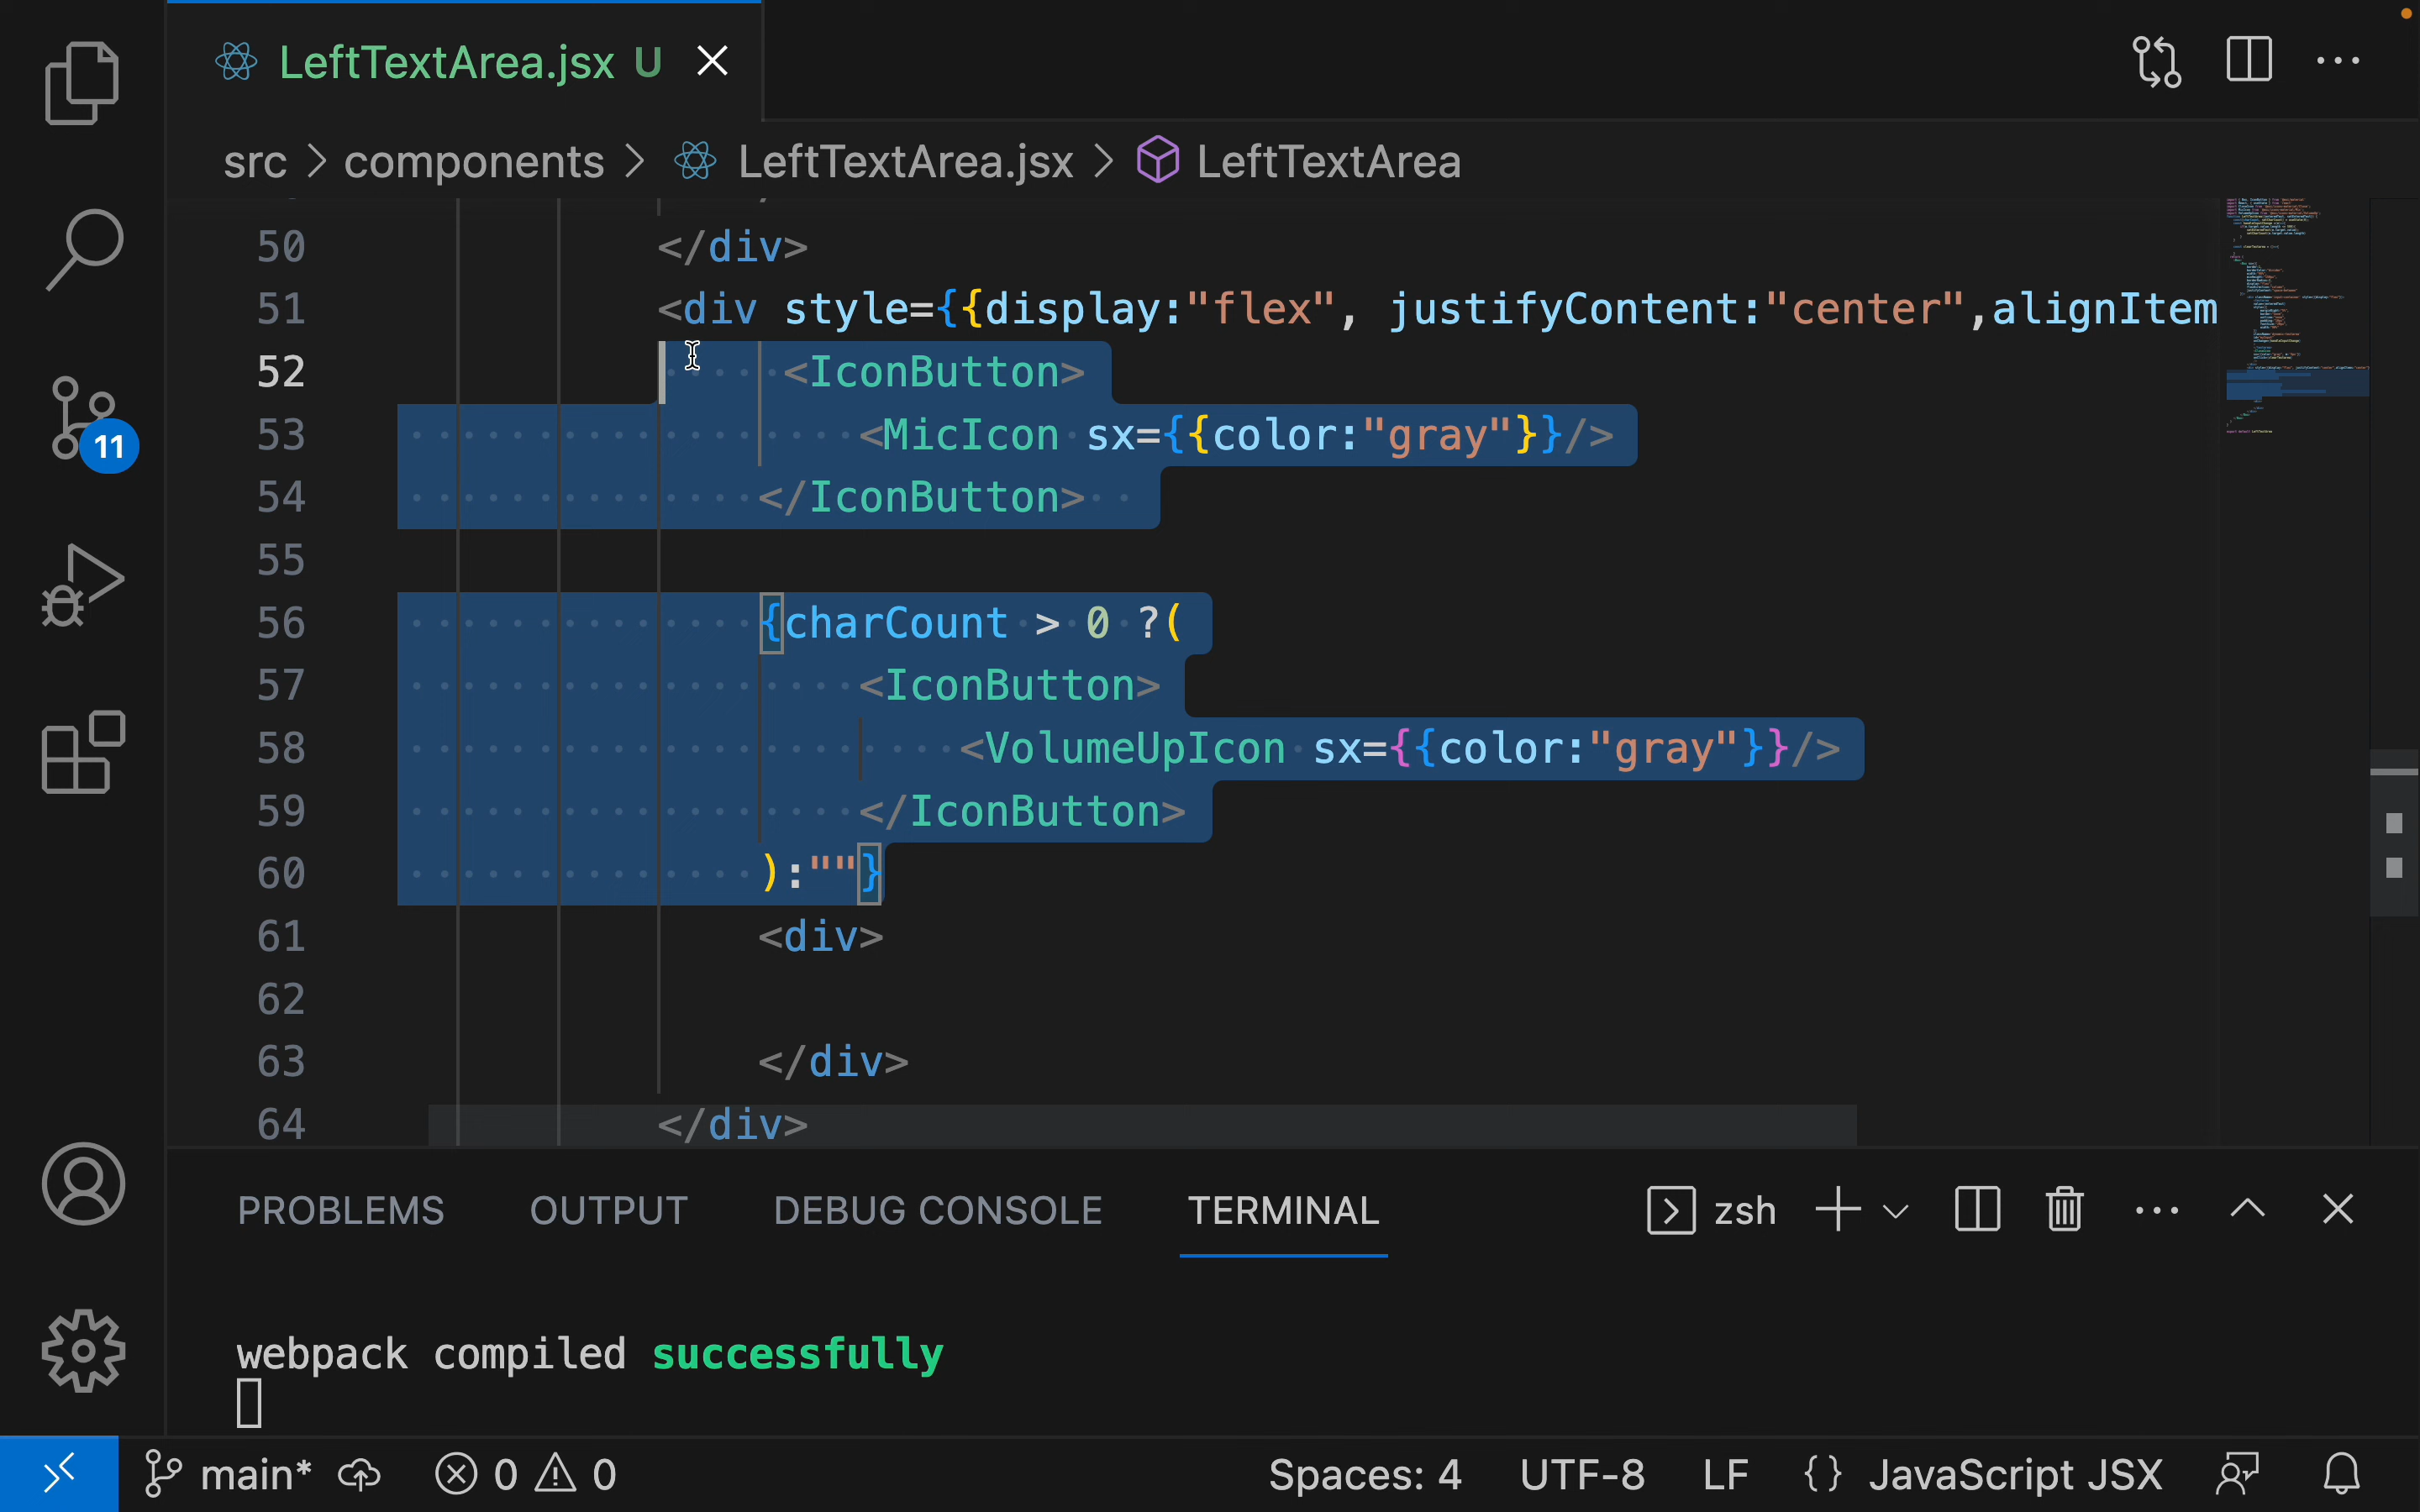 LeftTextArea.jsx U
src > components > LeftTextArea.jsx > LeftTextArea
50 </div>
51 <div style={{display:"flex", justifyContent:"center",alignItem
52 <IconButton>
53 <MicIcon sx={{color:"gray"}}/>
54 </IconButton>
55
56 {charCount > 0 ?(
57 <IconButton>
58 <VolumeUpIcon sx={{color:"gray"}}/>
59 </IconButton>
60 ):""}
61 <div>
62
63 </div>
64 </div>
11
PROBLEMS OUTPUT DEBUG CONSOLE TERMINAL zsh
webpack compiled successfully
main* 0 0 Spaces: 4 UTF-8 LF {} JavaScript JSX